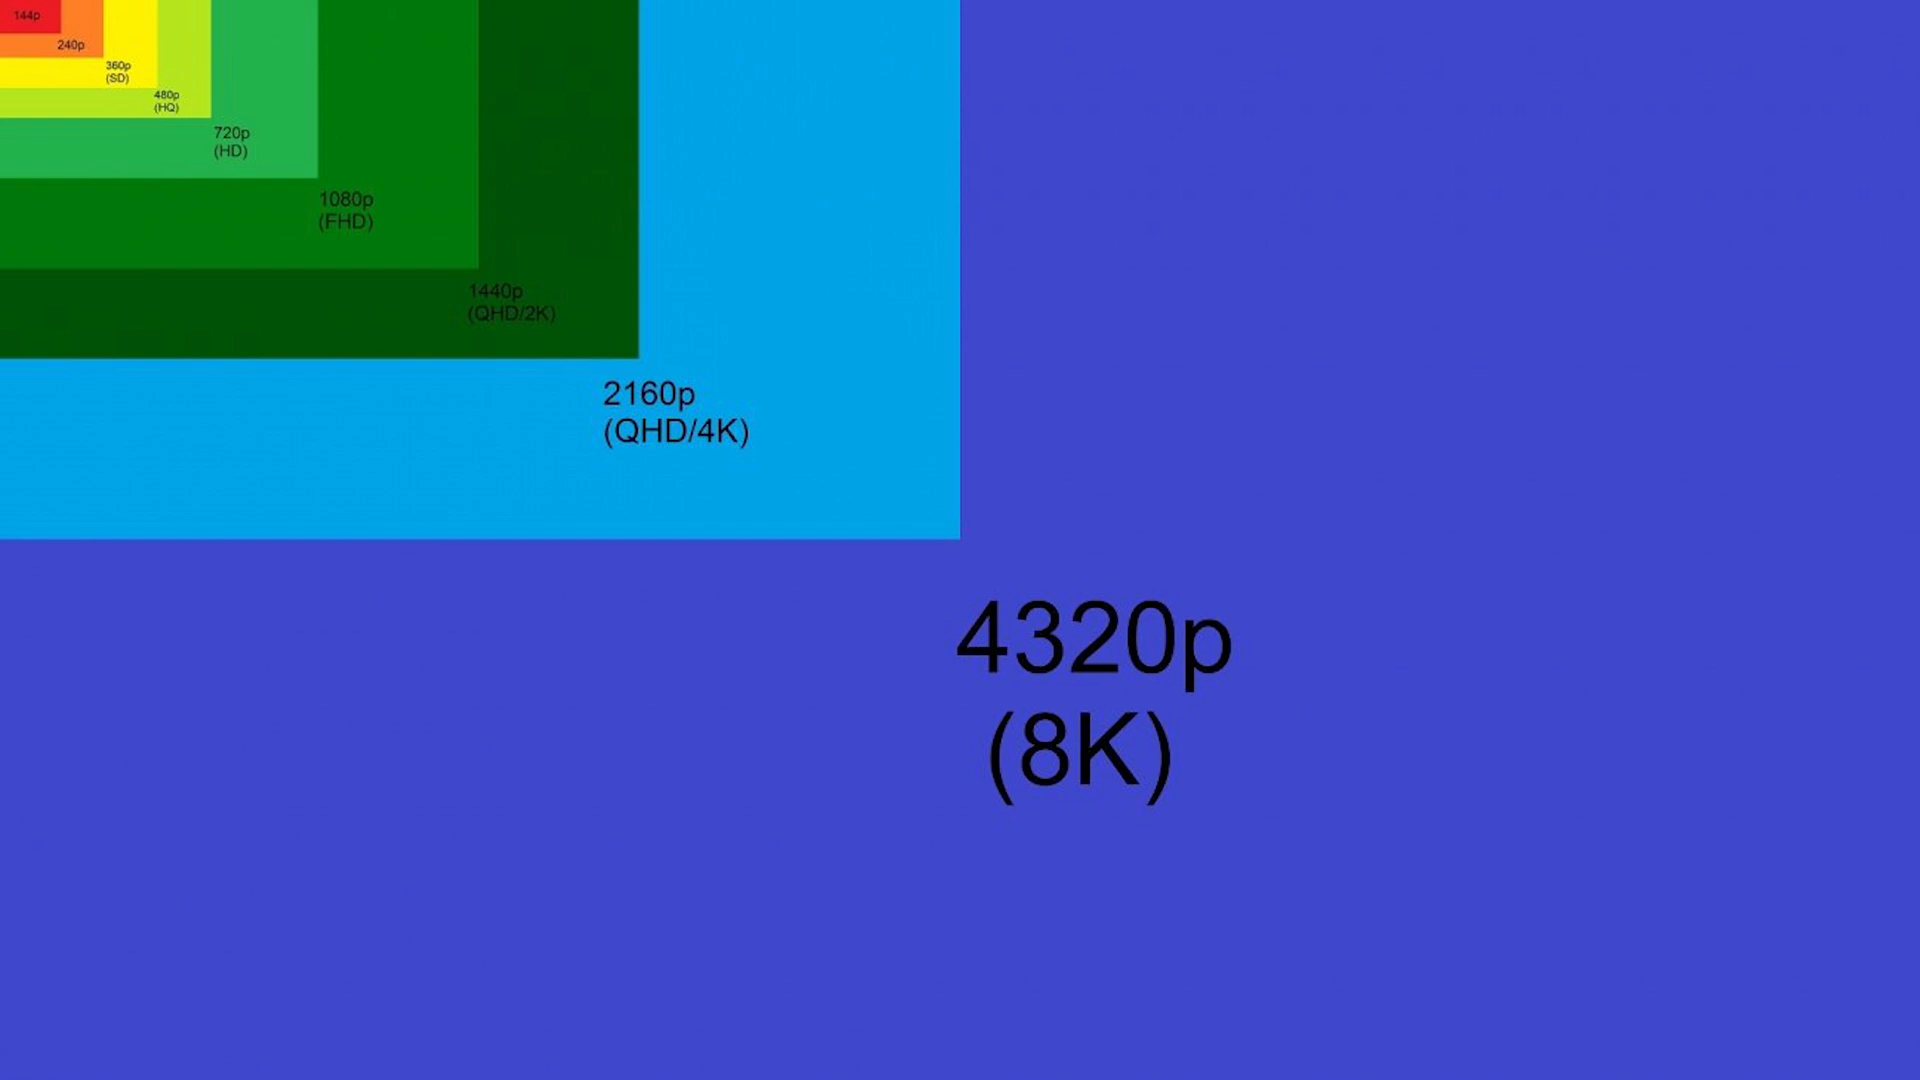 144p
240p
360p
(SD)
480p
(HQ)
720p
(HD)
1080p
(FHD)
1440p
(QHD/2K)
2160p
(QHD/4K)
4320p
(8K)